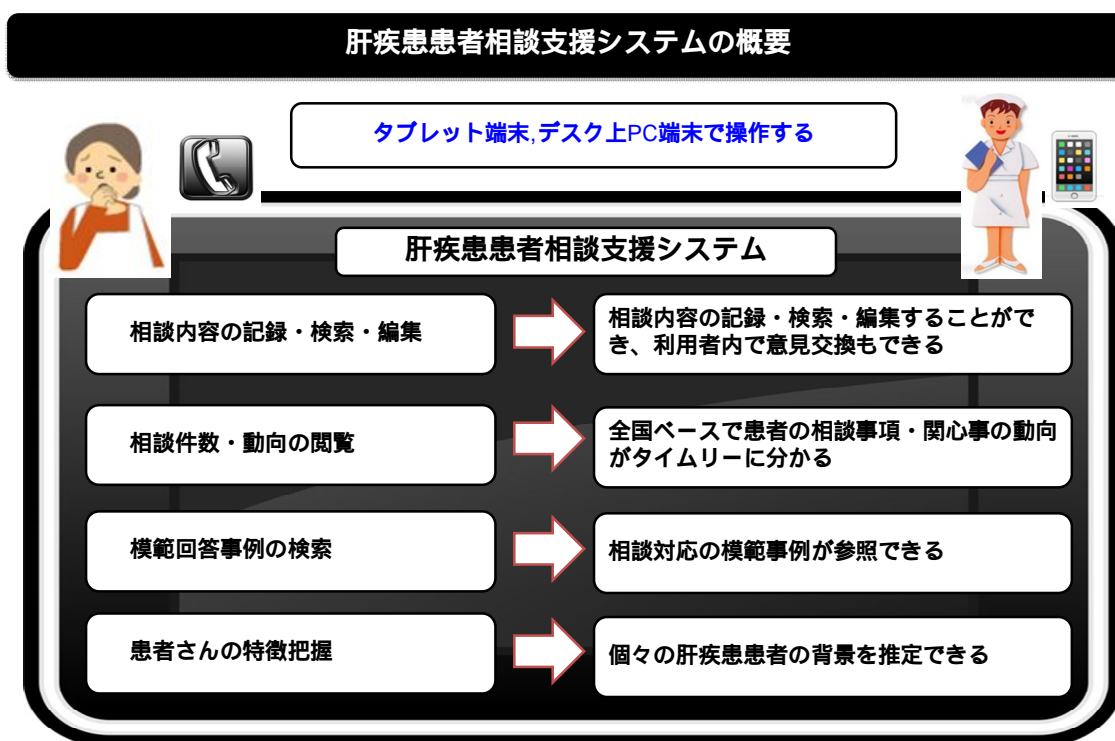 肝疾患患者相談支援システムの概要
タブレット端末,デスク上PC端末で操作する
肝疾患患者相談支援システム
相談内容の記録・検索・編集
相談内容の記録・検索・編集することがで
き、利用者内で意見交換もできる
相談件数・動向の閲覧
全国ベースで患者の相談事項・関心事の動向
がタイムリーに分かる
模範回答事例の検索
相談対応の模範事例が参照できる
患者さんの特徴把握
個々の肝疾患患者の背景を推定できる